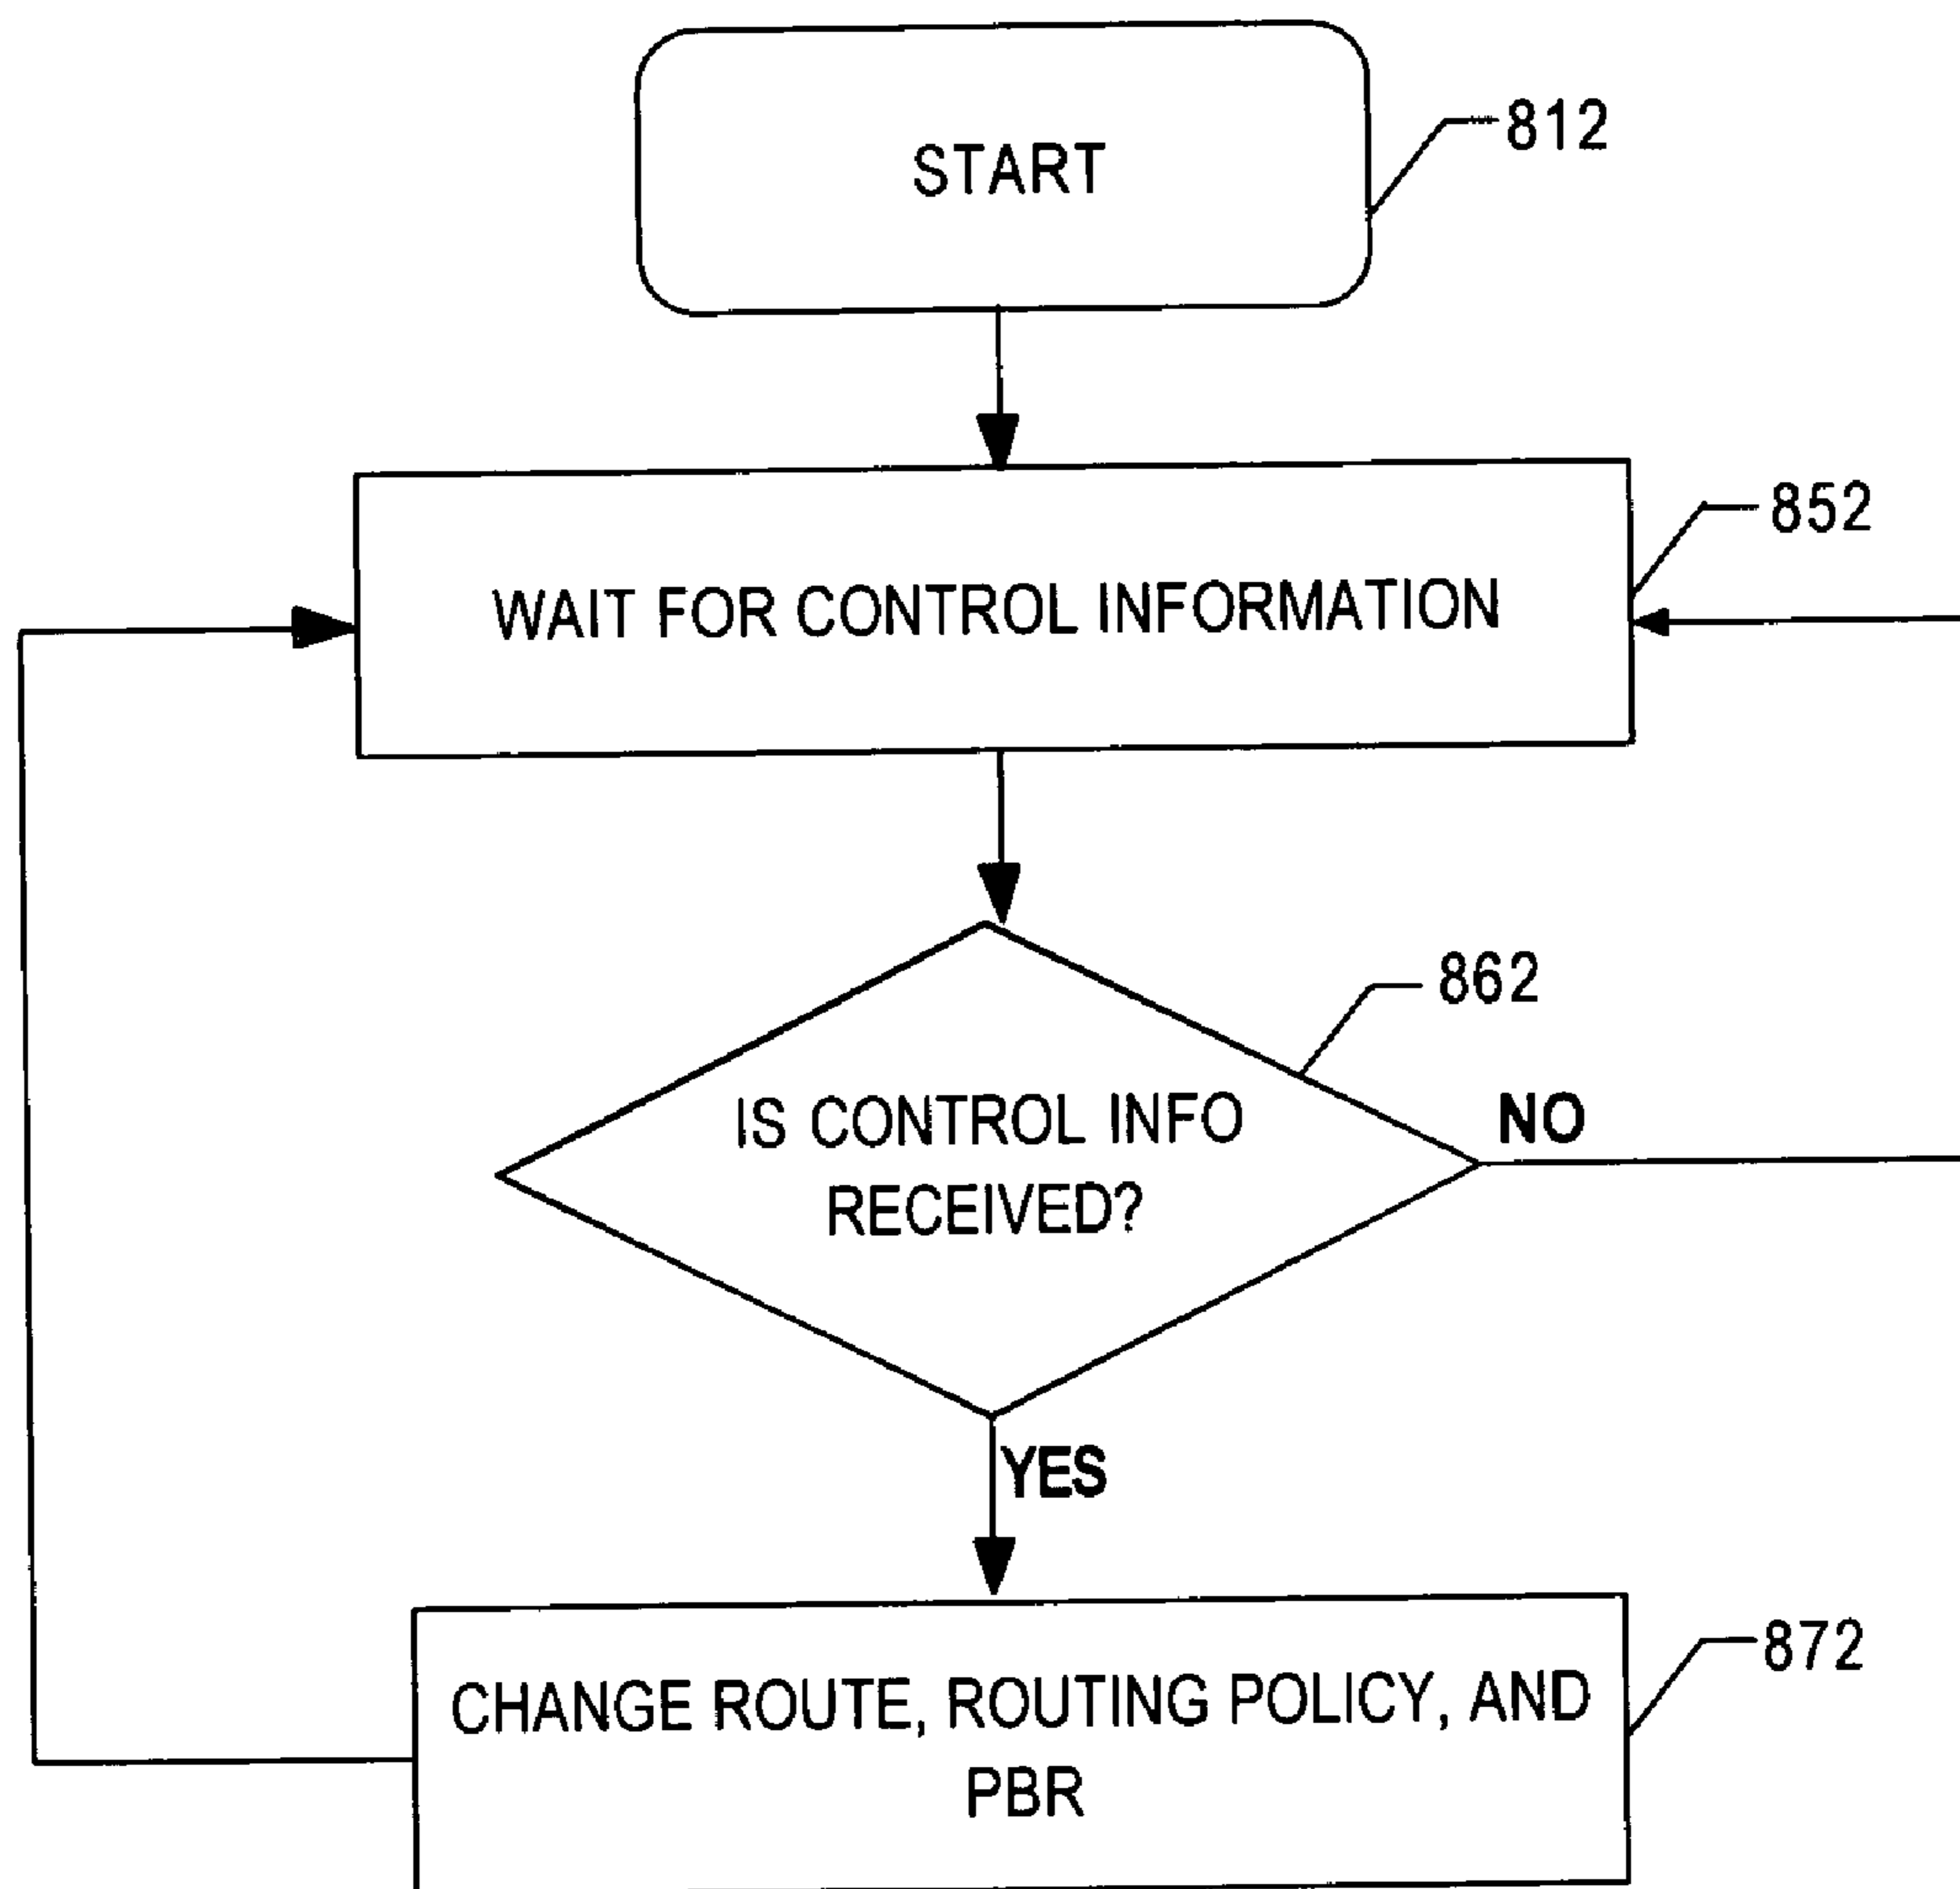 START
812
852
WAIT FOR CONTROL INFORMATION
862
IS CONTROL INFO
RECEIVED?
NO
YES
872
CHANGE ROUTE, ROUTING POLICY, AND
PBR